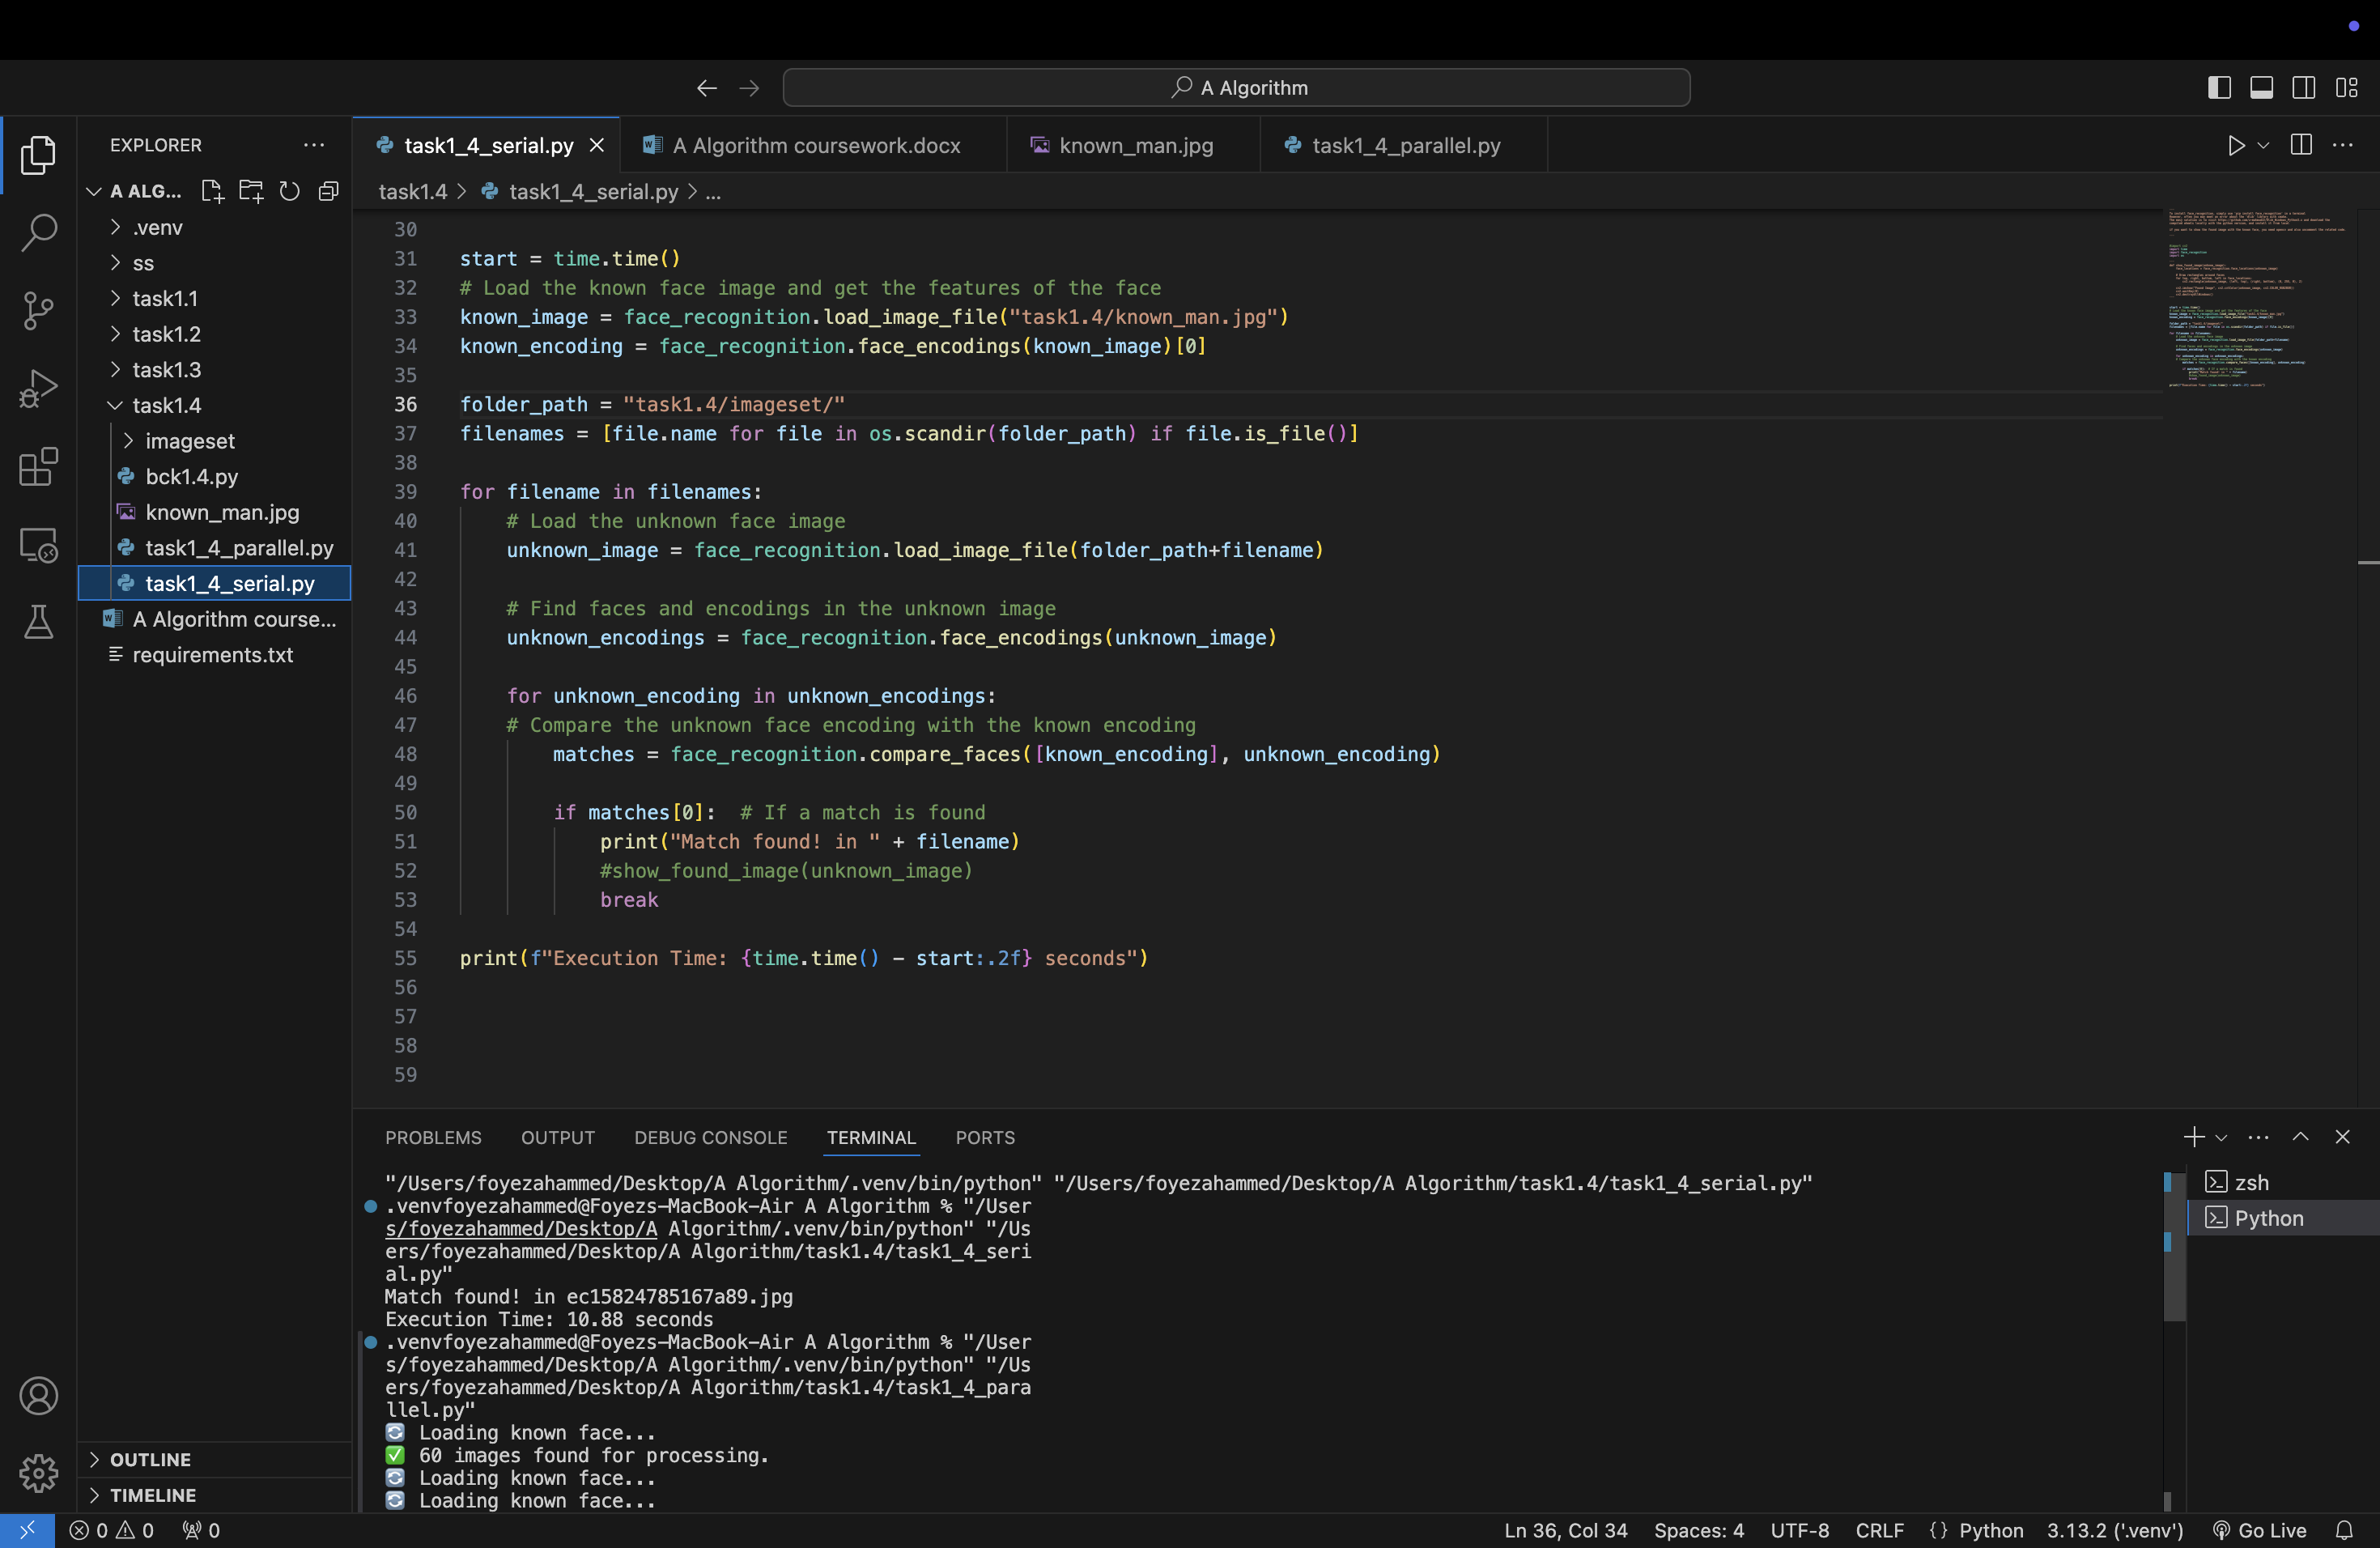 A Algorithm
EXPLORER
A ALG...
.venv
ss
task1.1
task1.2
task1.3
task1.4
imageset
bck1.4.py
known_man.jpg
task1_4_parallel.py
task1_4_serial.py
A Algorithm course...
requirements.txt
OUTLINE
TIMELINE
task1_4_serial.py
A Algorithm coursework.docx
known_man.jpg
task1_4_parallel.py
task1.4 > task1_4_serial.py > ...
30
31 start = time.time()
32 # Load the known face image and get the features of the face
33 known_image = face_recognition.load_image_file("task1.4/known_man.jpg")
34 known_encoding = face_recognition.face_encodings(known_image)[0]
35
36 folder_path = "task1.4/imageset/"
37 filenames = [file.name for file in os.scandir(folder_path) if file.is_file()]
38
39 for filename in filenames:
40     # Load the unknown face image
41     unknown_image = face_recognition.load_image_file(folder_path+filename)
42
43     # Find faces and encodings in the unknown image
44     unknown_encodings = face_recognition.face_encodings(unknown_image)
45
46     for unknown_encoding in unknown_encodings:
47     # Compare the unknown face encoding with the known encoding
48         matches = face_recognition.compare_faces([known_encoding], unknown_encoding)
49
50         if matches[0]:  # If a match is found
51             print("Match found! in " + filename)
52             #show_found_image(unknown_image)
53             break
54
55 print(f"Execution Time: {time.time() - start:.2f} seconds")
56
57
58
59
PROBLEMS OUTPUT DEBUG CONSOLE TERMINAL PORTS
"/Users/foyezahammed/Desktop/A Algorithm/.venv/bin/python" "/Users/foyezahammed/Desktop/A Algorithm/task1.4/task1_4_serial.py"
.venvfoyezahammed@Foyezs-MacBook-Air A Algorithm % "/User
s/foyezahammed/Desktop/A Algorithm/.venv/bin/python" "/Us
ers/foyezahammed/Desktop/A Algorithm/task1.4/task1_4_seri
al.py"
Match found! in ec15824785167a89.jpg
Execution Time: 10.88 seconds
.venvfoyezahammed@Foyezs-MacBook-Air A Algorithm % "/User
s/foyezahammed/Desktop/A Algorithm/.venv/bin/python" "/Us
ers/foyezahammed/Desktop/A Algorithm/task1.4/task1_4_para
llel.py"
🔄 Loading known face...
✅ 60 images found for processing.
🔄 Loading known face...
🔄 Loading known face...
zsh
Python
0 0 0
Ln 36, Col 34 Spaces: 4 UTF-8 CRLF {} Python 3.13.2 ('.venv') Go Live